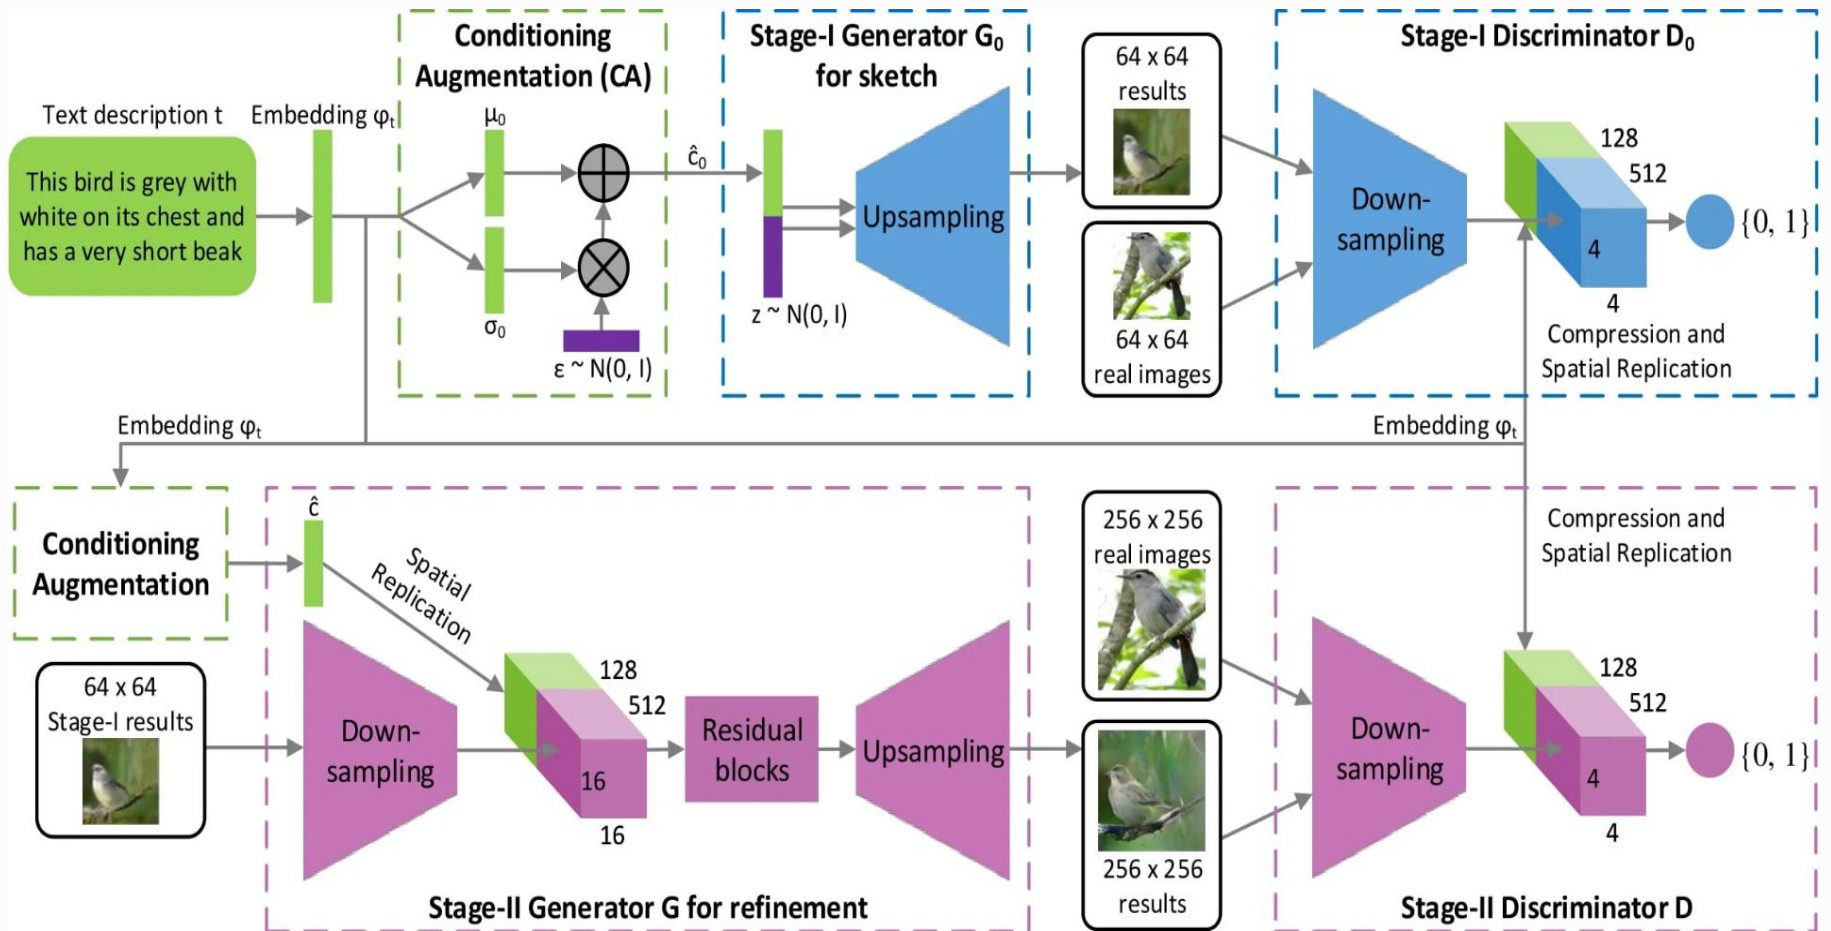 Text description t
This bird is grey with
white on its chest and
has a very short beak
Embedding φt
Conditioning
Augmentation (CA)
μ0
σ0
ε ~ N(0, I)
ĉ0
Stage-I Generator G0
for sketch
z ~ N(0, I)
Upsampling
64 x 64
results
64 x 64
real images
Stage-I Discriminator D0
Down-
sampling
128
512
4
4
{0, 1}
Compression and
Spatial Replication
Embedding φt
Embedding φt
Conditioning
Augmentation
64 x 64
Stage-I results
ĉ
Spatial
Replication
Down-
sampling
128
512
16
16
Residual
blocks
Upsampling
Stage-II Generator G for refinement
256 x 256
real images
256 x 256
results
Compression and
Spatial Replication
Down-
sampling
128
512
4
4
{0, 1}
Stage-II Discriminator D